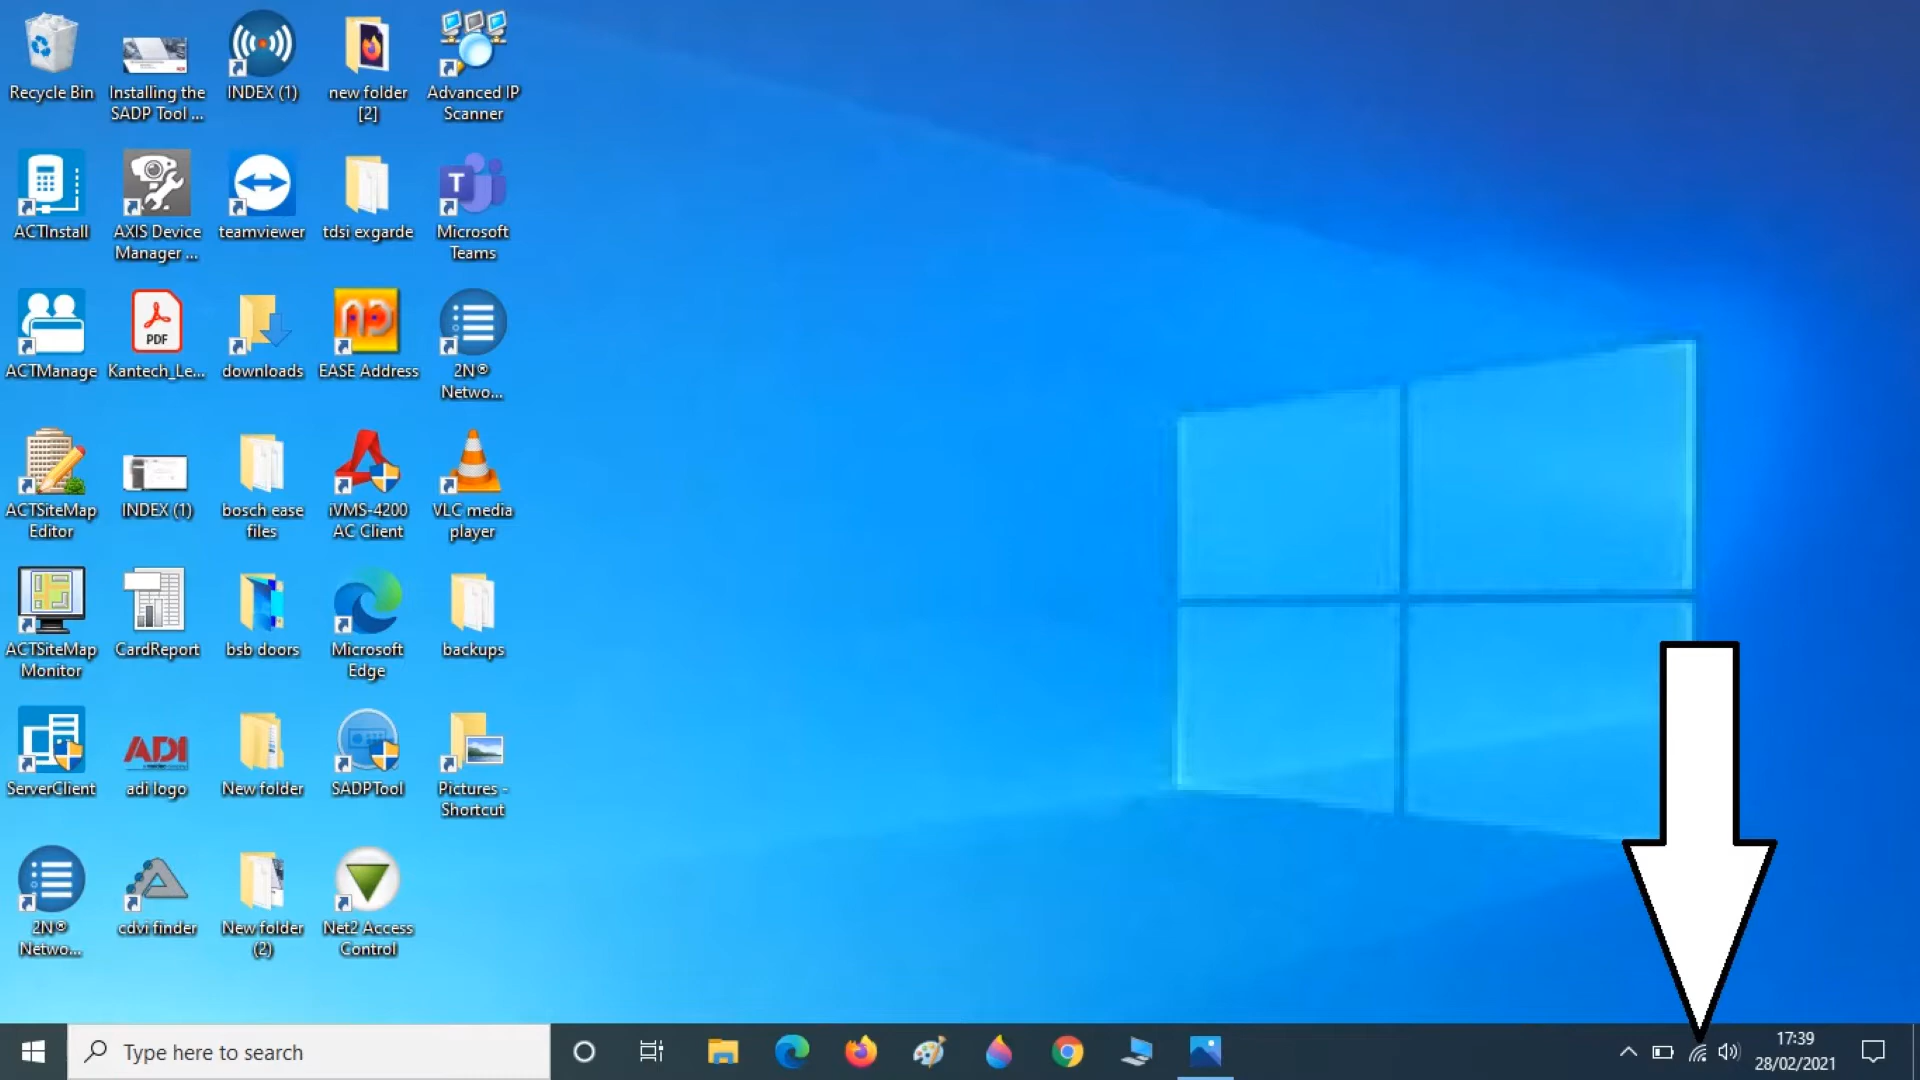 Recycle Bin
Installing the
SADP Tool ...
INDEX (1)
new folder
[2]
Advanced IP
Scanner
ACTInstall
AXIS Device
Manager ...
teamviewer
tdsi exgarde
T
Microsoft
Teams
ACTManage
PDF
Kantech_Le...
downloads
EASE Address
2N®
Netwo...
ACTSiteMap
Editor
INDEX (1)
bosch ease
files
iVMS-4200
AC Client
VLC media
player
ACTSiteMap
Monitor
CardReport
bsb doors
Microsoft
Edge
backups
ServerClient
ADI
adi logo
New folder
SADPTool
Pictures -
Shortcut
2N®
Netwo...
cdvi finder
New folder
(2)
Net2 Access
Control
Type here to search
17:39
28/02/2021